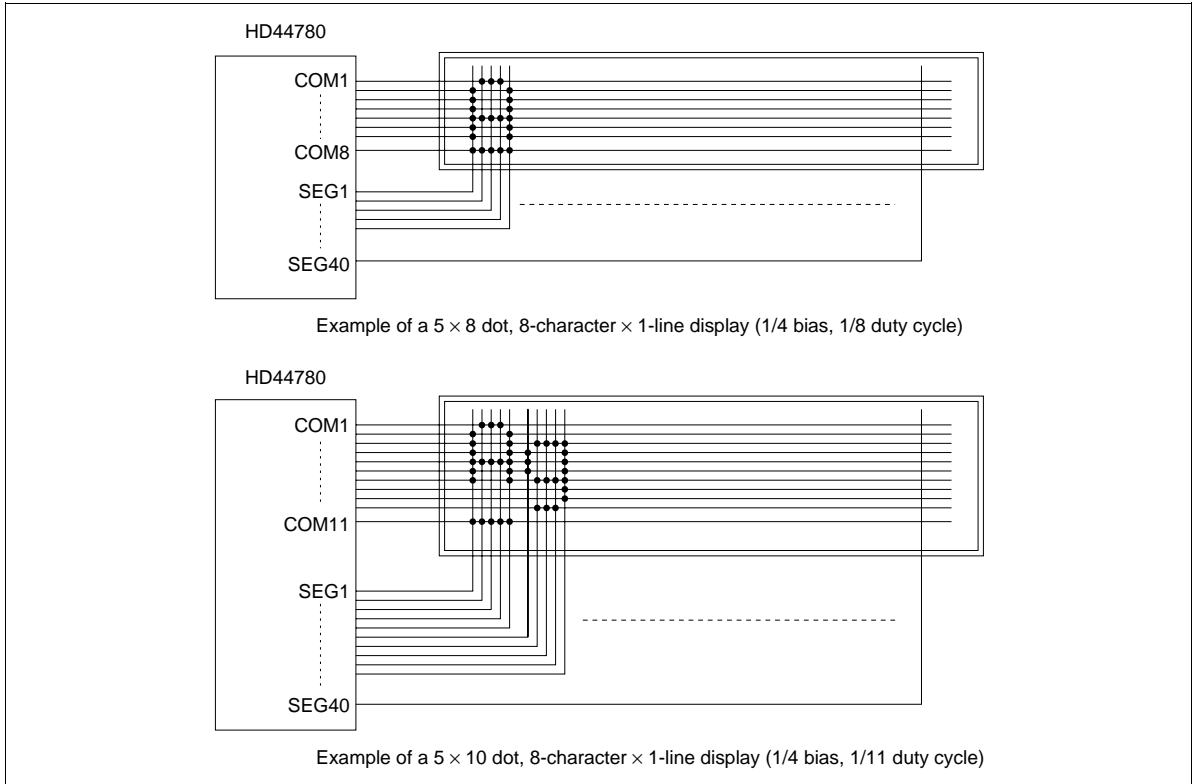 HD44780
COM1
COM8
SEG1
SEG40
Example of a 5 × 8 dot, 8-character × 1-line display (1/4 bias, 1/8 duty cycle)
HD44780
COM1
COM11
SEG1
SEG40
Example of a 5 × 10 dot, 8-character × 1-line display (1/4 bias, 1/11 duty cycle)